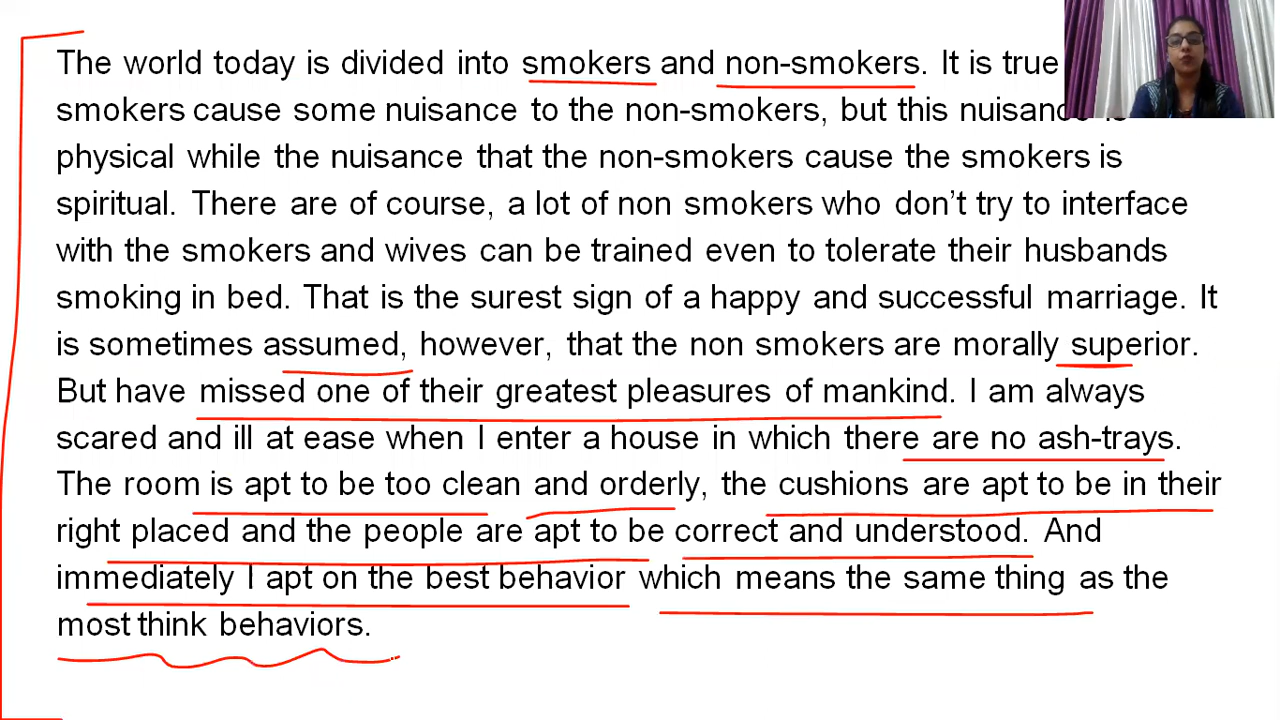 The world today is divided into smokers and non-smokers. It is true
smokers cause some nuisance to the non-smokers, but this nuisance is
physical while the nuisance that the non-smokers cause the smokers is
spiritual. There are of course, a lot of non smokers who don't try to interface
with the smokers and wives can be trained even to tolerate their husbands
smoking in bed. That is the surest sign of a happy and successful marriage. It
is sometimes assumed, however, that the non smokers are morally superior.
But have missed one of their greatest pleasures of mankind. I am always
scared and ill at ease when I enter a house in which there are no ash-trays.
The room is apt to be too clean and orderly, the cushions are apt to be in their
right placed and the people are apt to be correct and understood. And
immediately I apt on the best behavior which means the same thing as the
most think behaviors.